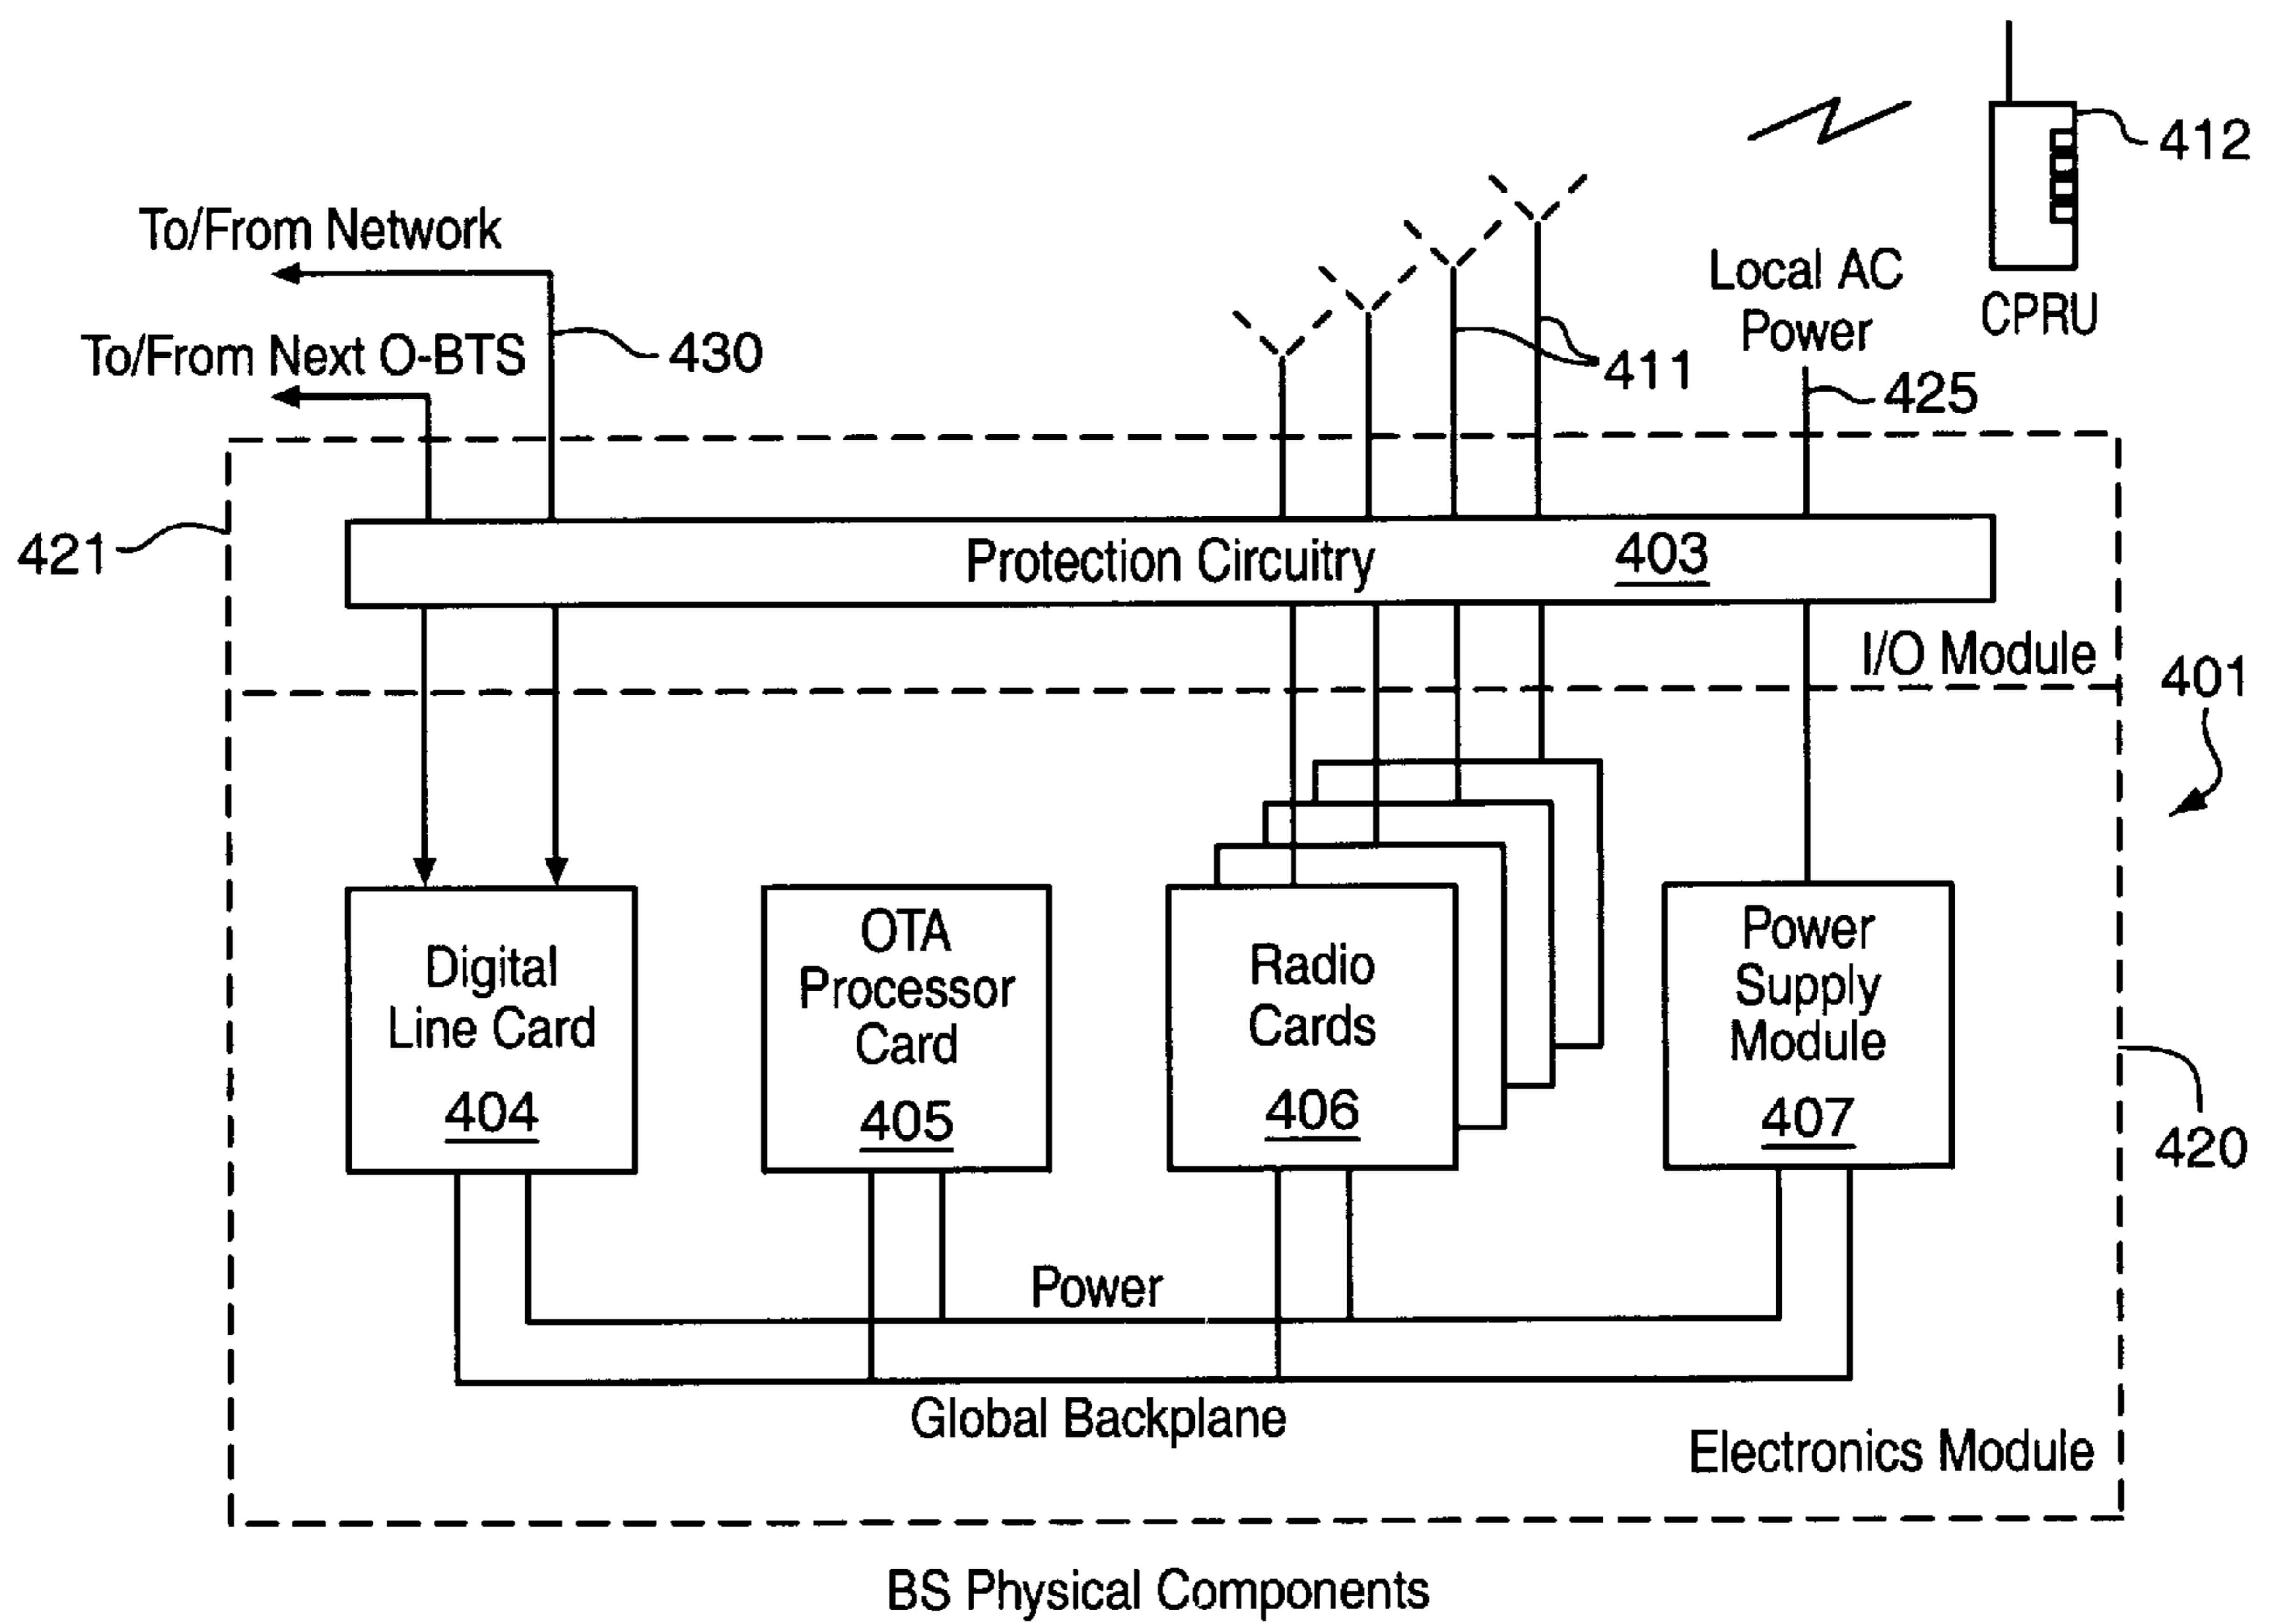 412
To/From Network
Local AC
Power
CPRU
To/From Next O-BTS
430
411
425
421
Protection Circuitry 403
I/O Module
401
Digital
Line Card
404
OTA
Processor
Card
405
Radio
Cards
406
Power
Supply
Module
407
420
Power
Global Backplane
Electronics Module
BS Physical Components